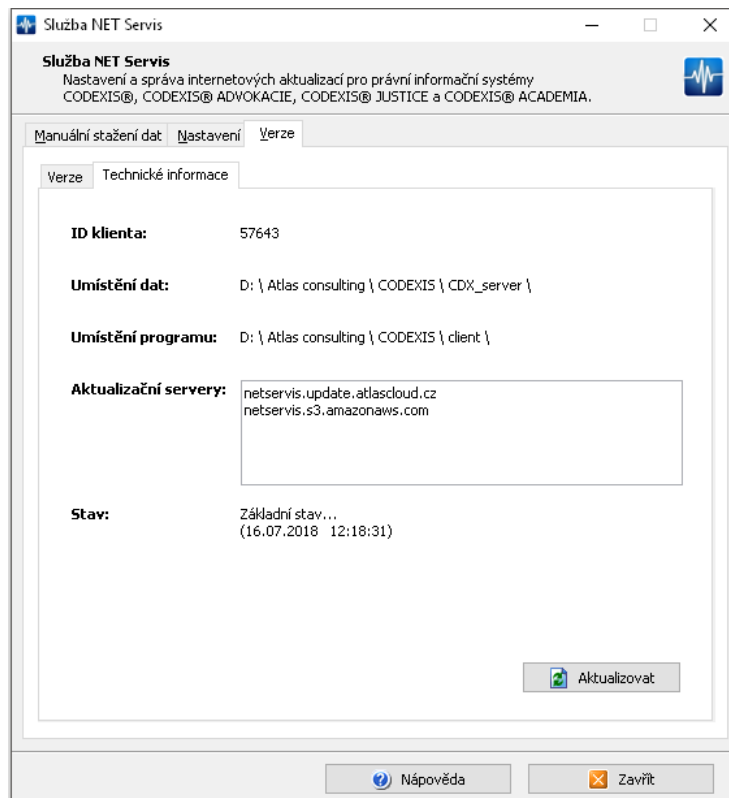 Služba NET Servis
Služba NET Servis
Nastavení a správa internetových aktualizací pro právní informační systémy
CODEXIS®, CODEXIS® ADVOKACIE, CODEXIS® JUSTICE a CODEXIS® ACADEMIA.
Manuální stažení dat Nastavení Verze
Verze Technické informace
ID klienta: 57643
Umístění dat: D: \ Atlas consulting \ CODEXIS \ CDX_server \
Umístění programu: D: \ Atlas consulting \ CODEXIS \ client \
Aktualizační servery: netservis.update.atlascloud.cz
netservis.s3.amazonaws.com
Stav: Základní stav...
(16.07.2018 12:18:31)
Aktualizovat
Nápověda Zavřít